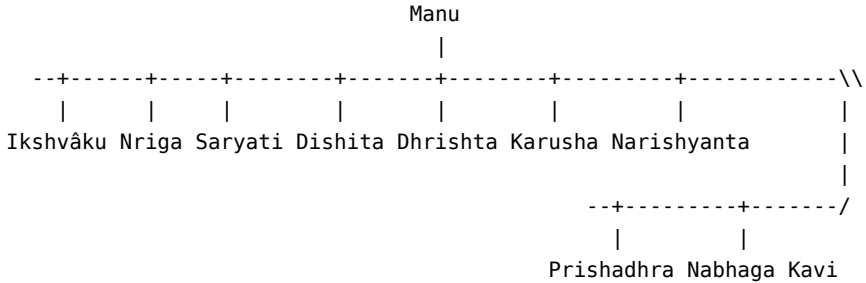 Manu
Ikshvâku Nriga Saryati Dishita Dhrishta Karusha Narishyanta
Prishadhra Nabhaga Kavi